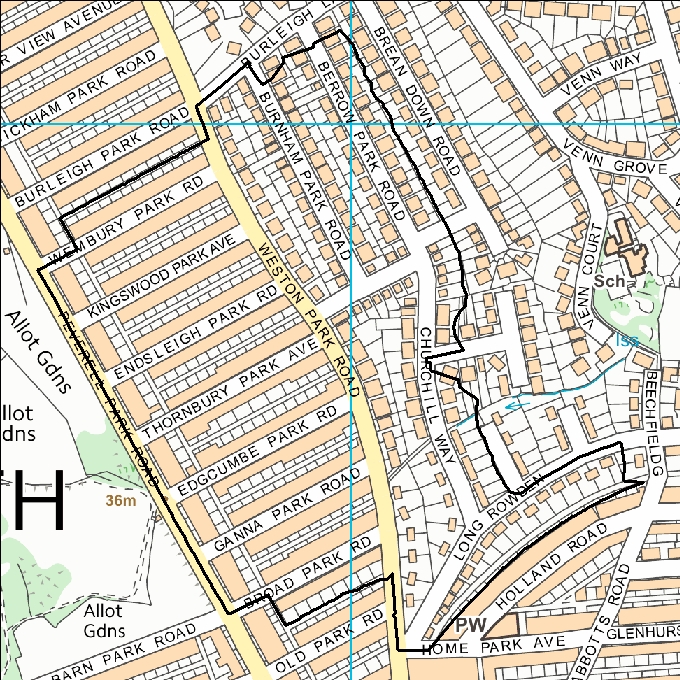 R VIEW AVENUE
BURLEIGH L
BREAN DOWN ROAD
VENN WAY
ICKHAM PARK ROAD
BERROW PARK ROAD
BURNHAM PARK ROAD
BURLEIGH PARK ROAD
VENN GROVE
WEMBURY PARK RD
KINGSWOOD PARK AVE
WESTON PARK ROAD
VENN COURT
Sch
ENDSLEIGH PARK RD
Allot Gdns
PEVERELL PARK ROAD
THORNBURY PARK AVE
CHURCHILL WAY
Iss
BEECHFIELD G
llot
dns
EDGCUMBE PARK RD
TH
36m
GANNA PARK ROAD
LONG ROWDEN
BROAD PARK RD
HOLLAND ROAD
Allot
Gdns
PW
OLD PARK RD
BARN PARK ROAD
HOME PARK AVE
GLENHURS
IBBOTTS ROAD